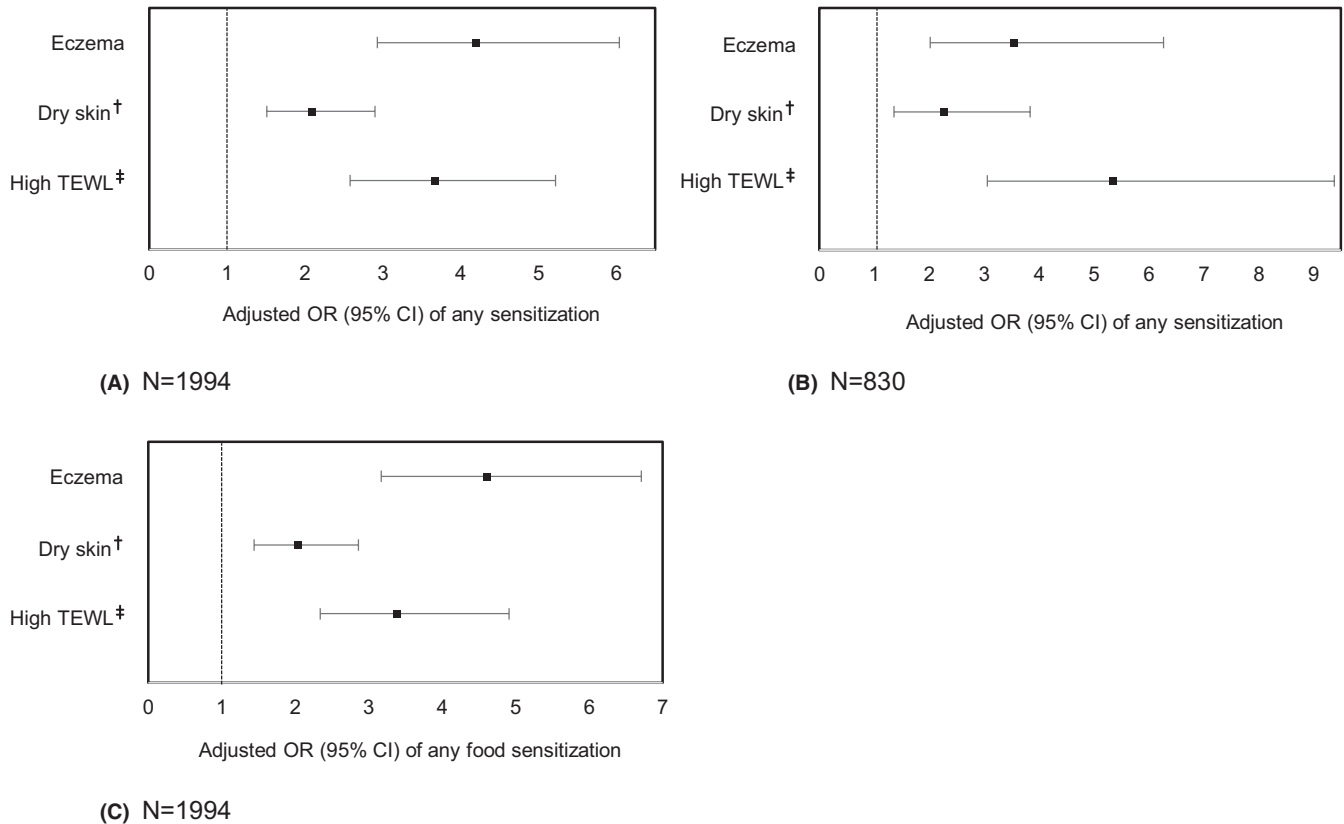 Eczema
Dry skin†
High TEWL‡
0 1 2 3 4 5 6
Adjusted OR (95% CI) of any sensitization
(A) N=1994
Eczema
Dry skin†
High TEWL‡
0 1 2 3 4 5 6 7 8 9
Adjusted OR (95% CI) of any sensitization
(B) N=830
Eczema
Dry skin†
High TEWL‡
0 1 2 3 4 5 6 7
Adjusted OR (95% CI) of any food sensitization
(C) N=1994